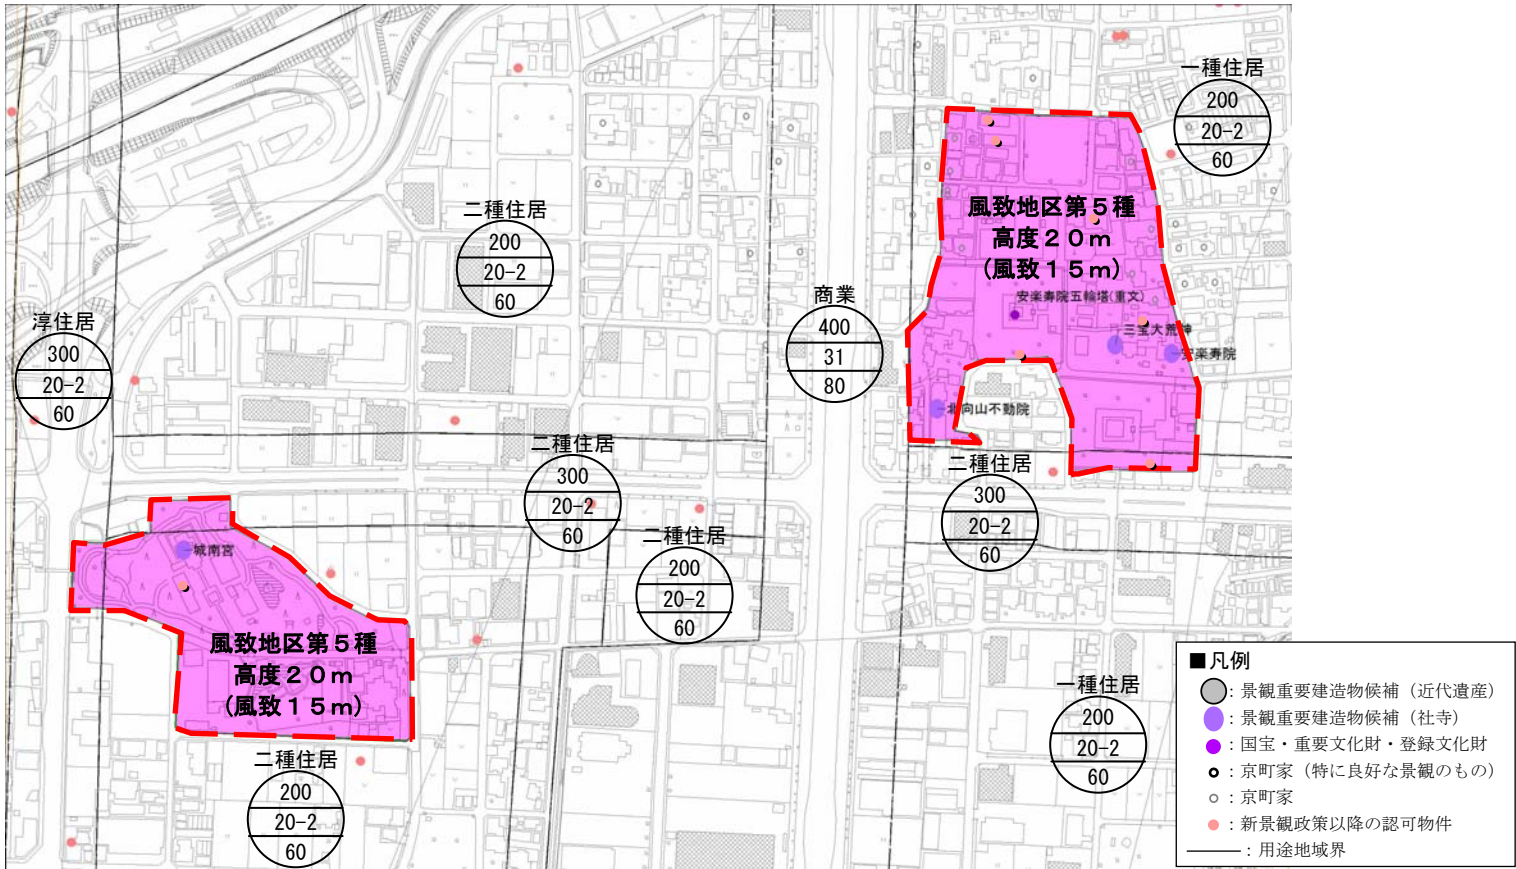 一種住居
200
20-2
60
風致地区第５種
高度２０ｍ
(風致１５ｍ)
安楽寿院五輪塔(重文)
三宝大荒神
安楽寿院
北向山不動院
二種住居
200
20-2
60
商業
400
31
80
淳住居
300
20-2
60
二種住居
300
20-2
60
二種住居
300
20-2
60
二種住居
200
20-2
60
城南宮
風致地区第５種
高度２０ｍ
(風致１５ｍ)
二種住居
200
20-2
60
一種住居
200
20-2
60
■凡例
：景観重要建造物候補（近代遺産）
：景観重要建造物候補（社寺）
：国宝・重要文化財・登録文化財
：京町家（特に良好な景観のもの）
：京町家
：新景観政策以降の認可物件
：用途地域界